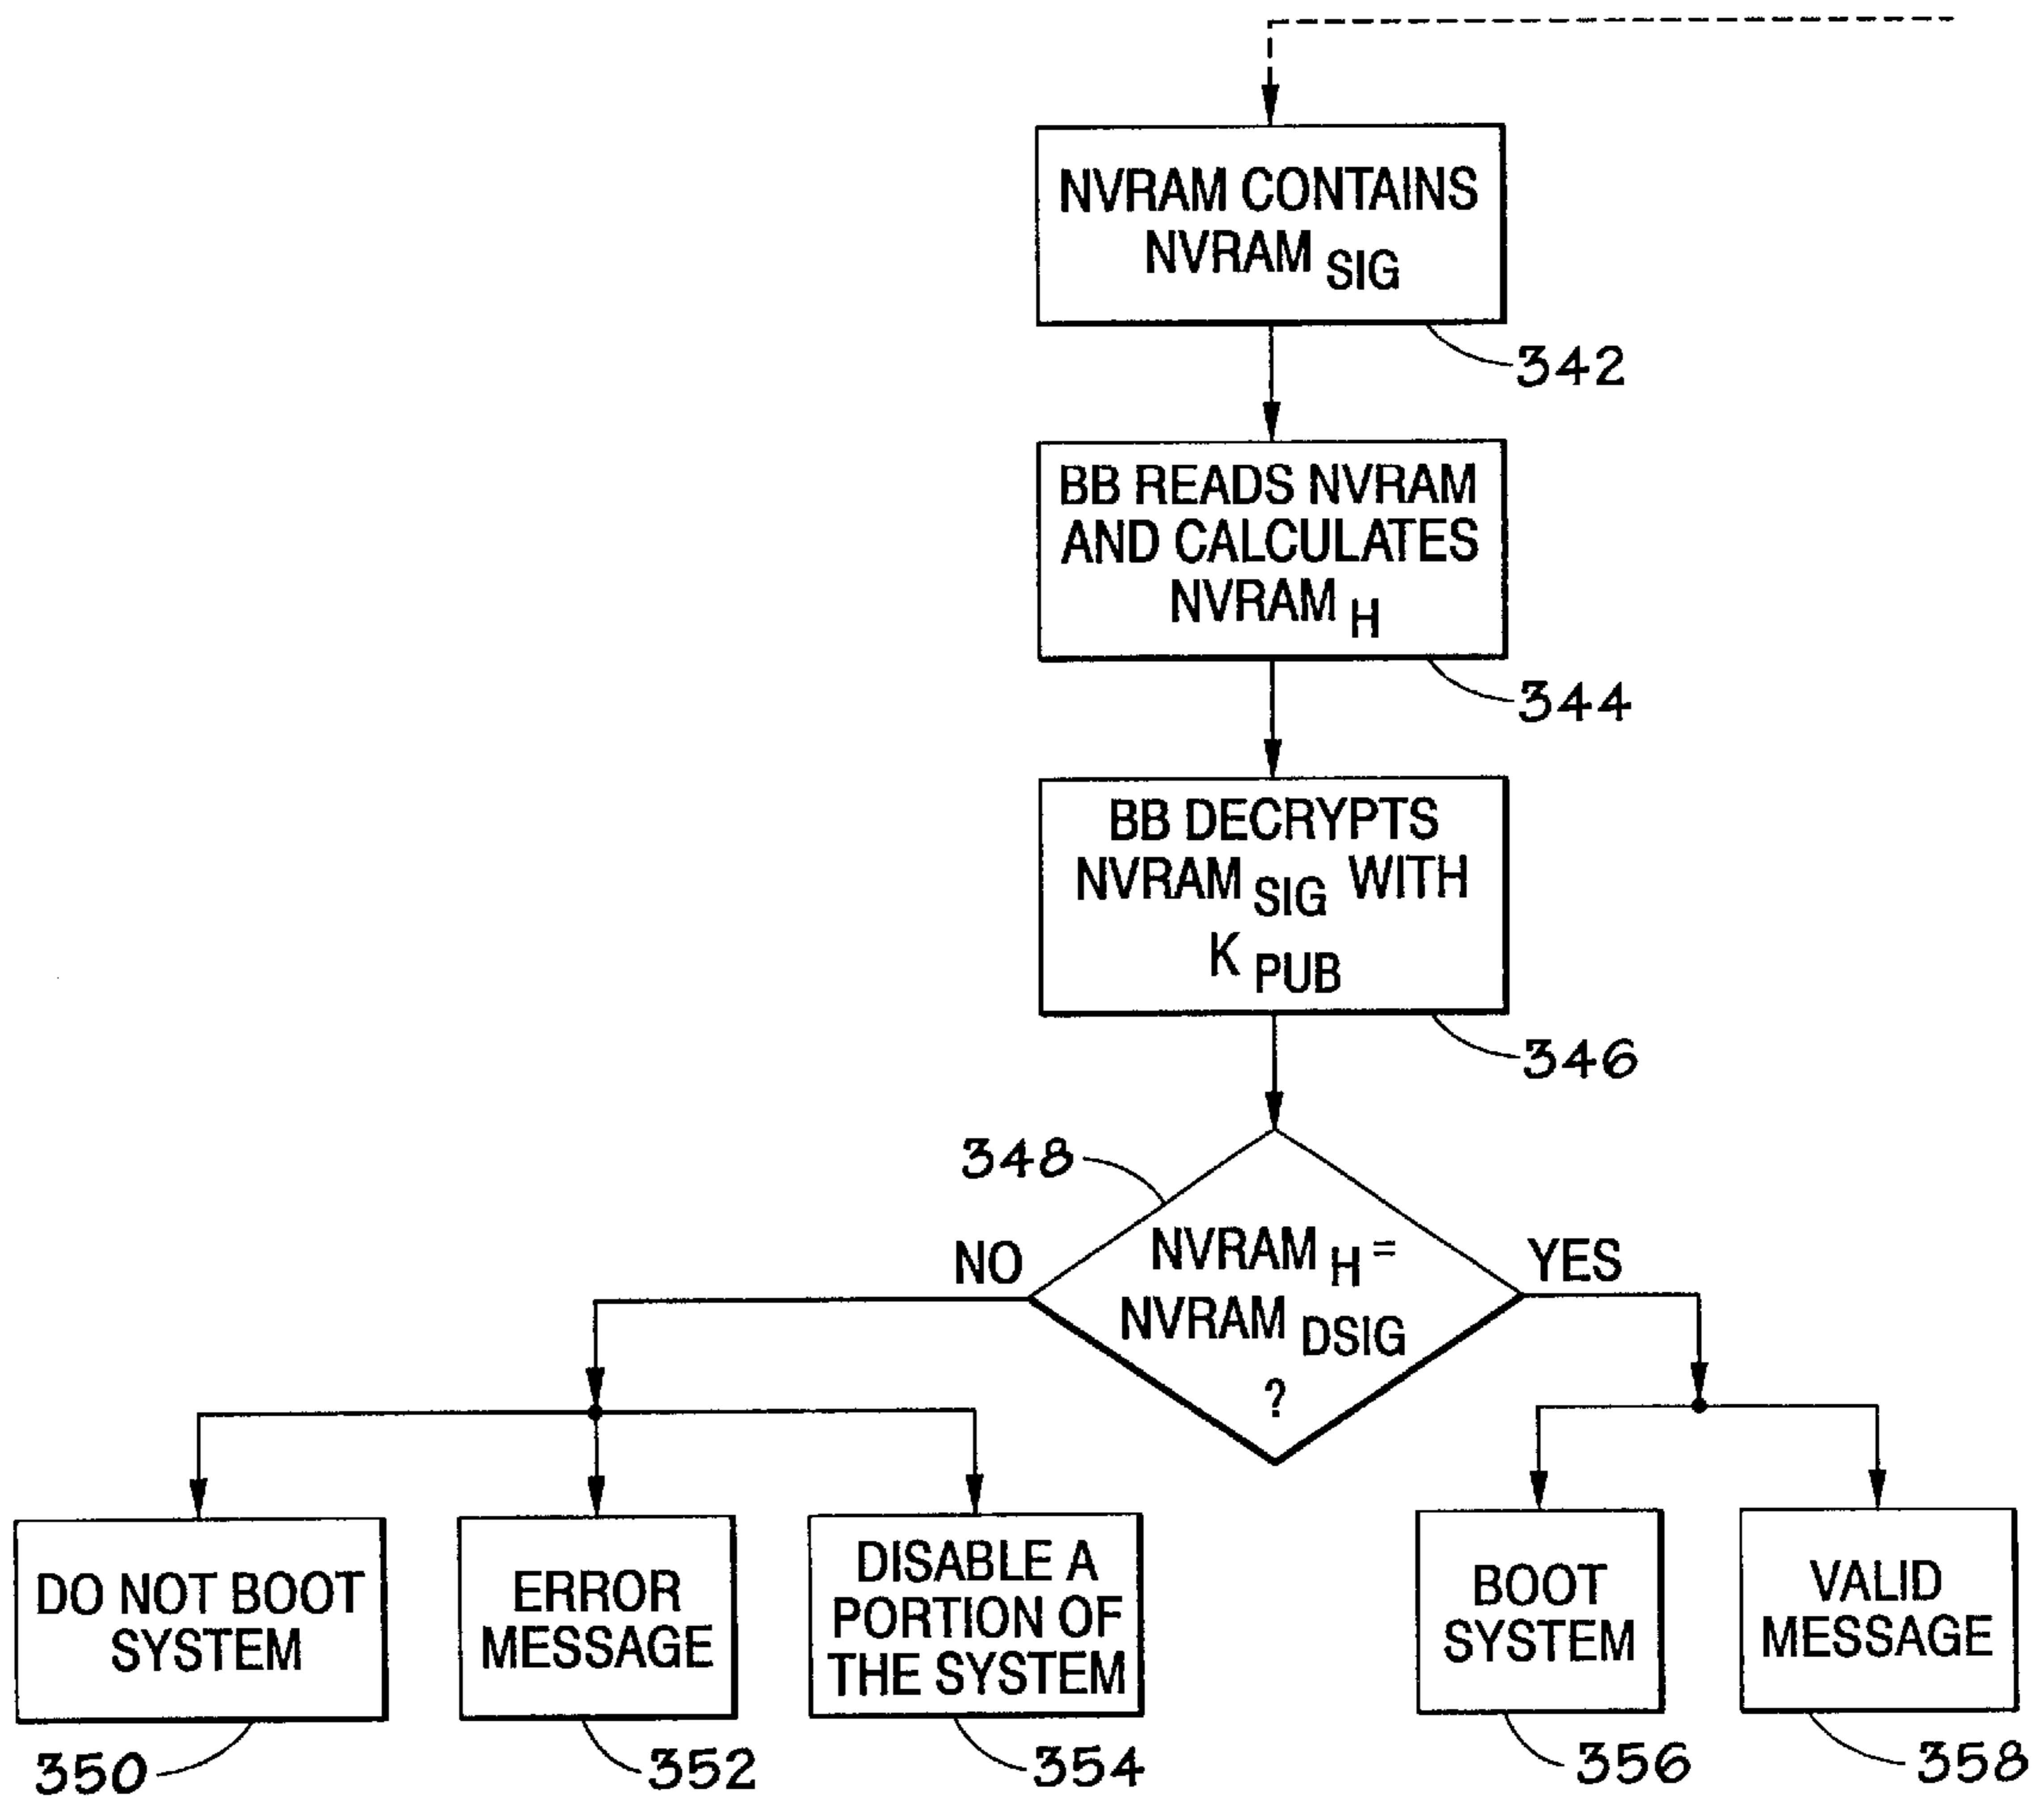 NVRAM CONTAINS
NVRAM SIG
342
BB READS NVRAM
AND CALCULATES
NVRAM H
344
BB DECRYPTS
NVRAM SIG WITH
K PUB
346
348
NO
NVRAM H =
NVRAM DSIG
?
YES
DO NOT BOOT
SYSTEM
350
ERROR
MESSAGE
352
DISABLE A
PORTION OF
THE SYSTEM
354
BOOT
SYSTEM
356
VALID
MESSAGE
358